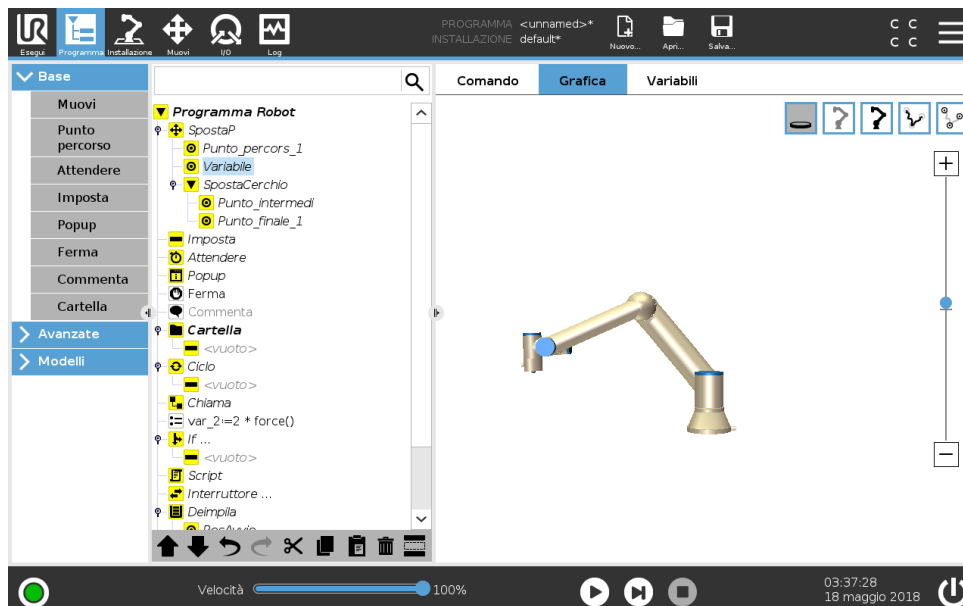 UR
PROGRAMMA <unnamed>*
INSTALLAZIONE default*
Esegui Programma Installazione Muovi I/O Log Nuovo... Apri... Salva...
C C
C C
Base
Muovi
Punto
percorso
Attendere
Imposta
Popup
Ferma
Commenta
Cartella
Avanzate
Modelli
Programma Robot
SpostaP
Punto_percors_1
Variabile
SpostaCerchio
Punto_intermedi
Punto_finale_1
Imposta
Attendere
Popup
Ferma
Commenta
Cartella
<vuoto>
Ciclo
<vuoto>
Chiama
var_2:=2 * force()
If ...
<vuoto>
Script
Interruttore ...
Deimpila
PosAvvio
Comando Grafica Variabili
Velocità 100%
03:37:28
18 maggio 2018